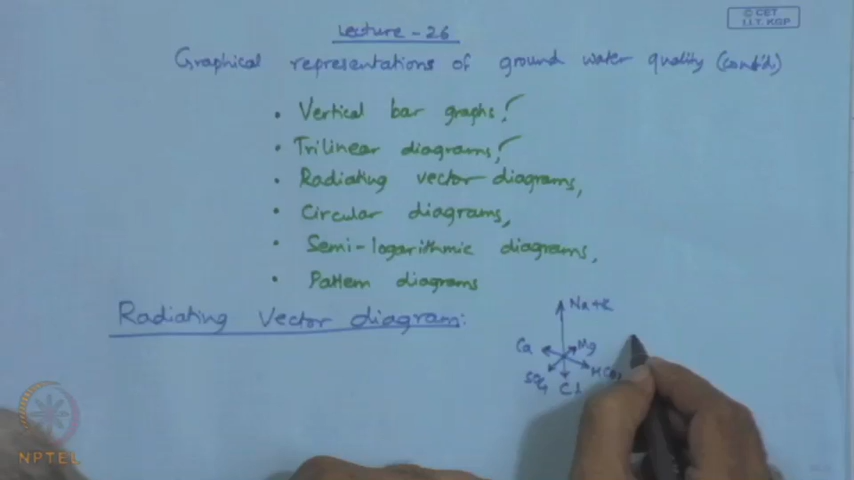 © CET
I.I.T. KGP
Lecture - 26
Graphical representations of ground water quality (contd.)
• Vertical bar graphs,
• Trilinear diagrams,
• Radiating vector diagrams,
• Circular diagrams,
• Semi-logarithmic diagrams,
• Pattern diagrams
Radiating Vector diagram:
Na+K
Ca
Mg
SO4
Cl
HCO3
NPTEL